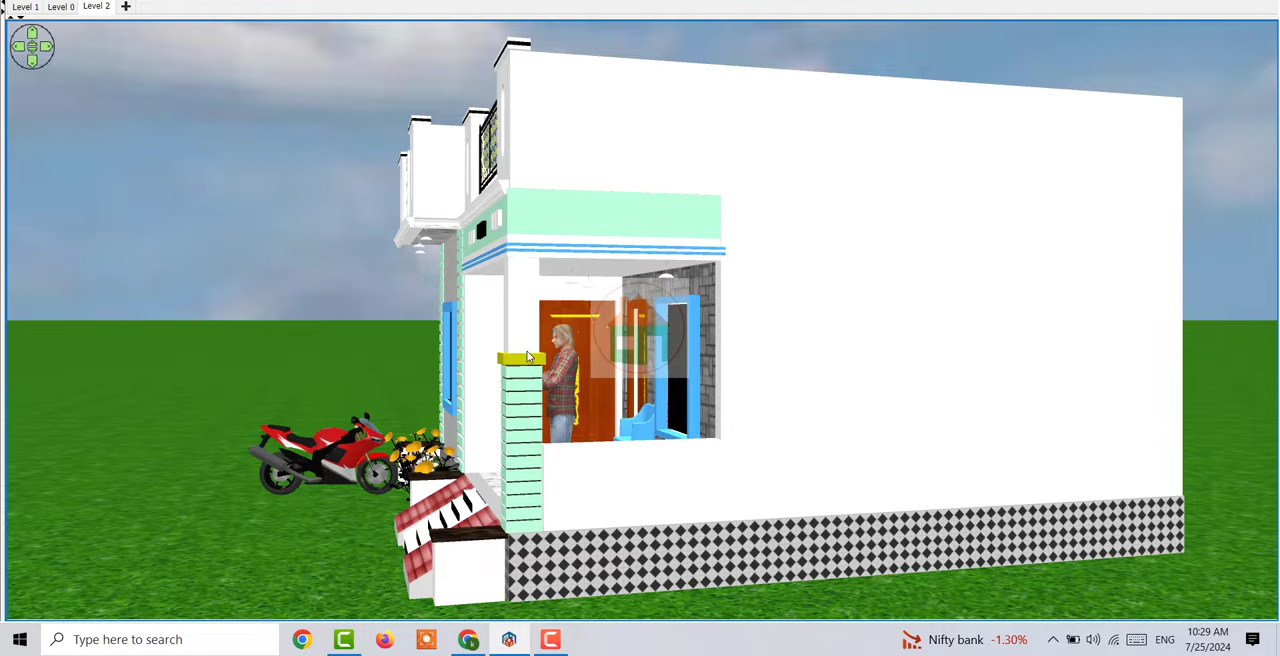 Level 1 Level 0 Level 2
Type here to search
Nifty bank -1.30%
ENG
10:29 AM
7/25/2024